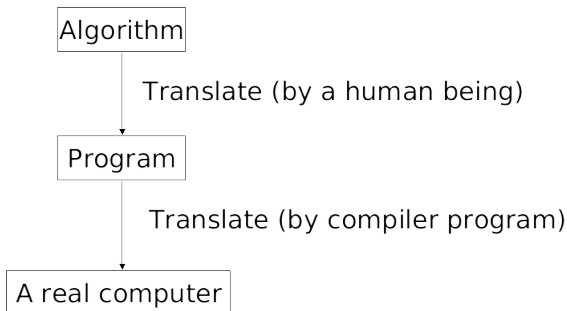 Algorithm
Translate (by a human being)
Program
Translate (by compiler program)
A real computer